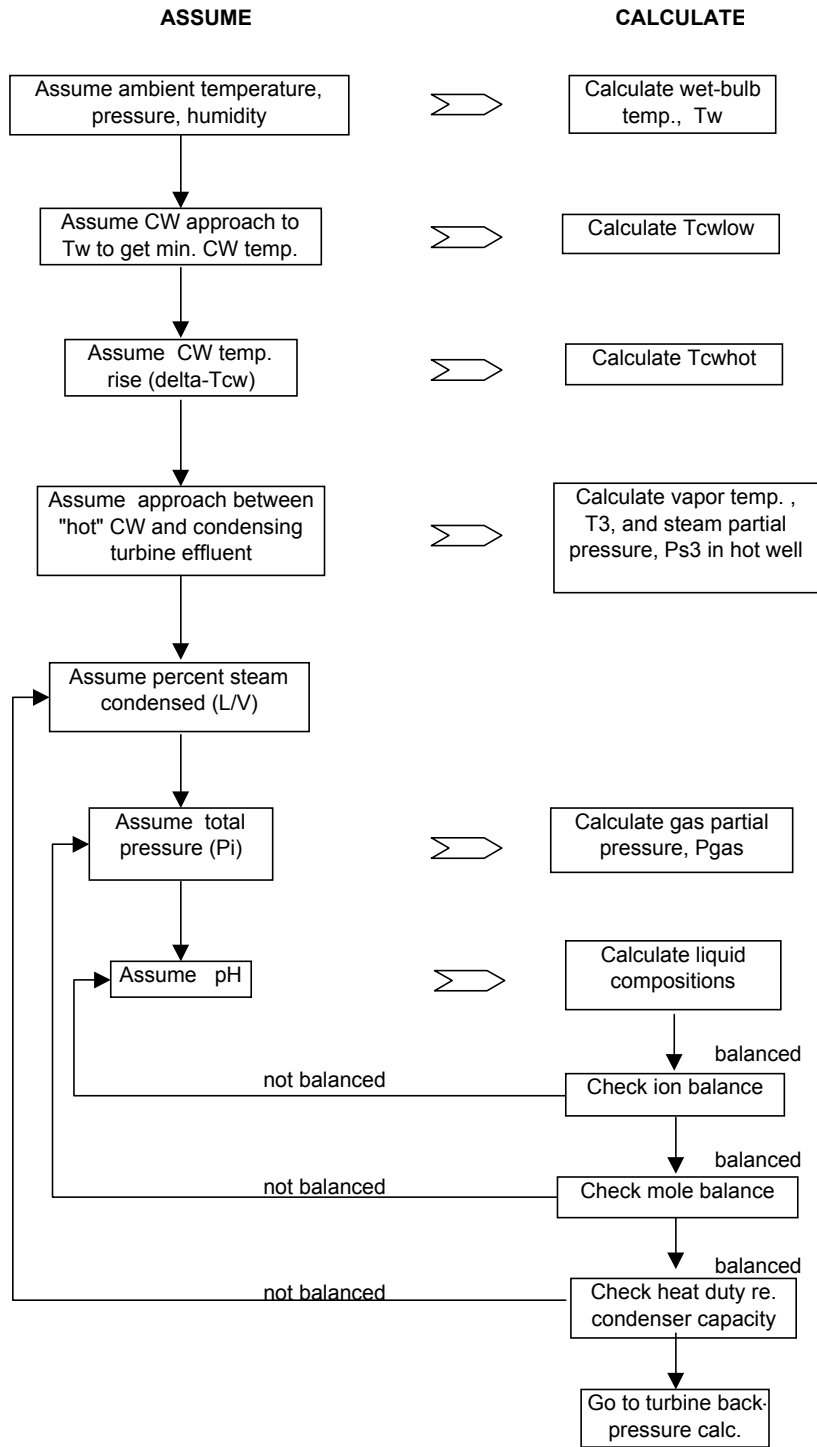 ASSUME
CALCULATE
Assume ambient temperature,
pressure, humidity
Calculate wet-bulb
temp., Tw
Assume CW approach to
Tw to get min. CW temp.
Calculate Tcwlow
Assume CW temp.
rise (delta-Tcw)
Calculate Tcwhot
Assume approach between
"hot" CW and condensing
turbine effluent
Calculate vapor temp. ,
T3, and steam partial
pressure, Ps3 in hot well
Assume percent steam
condensed (L/V)
Assume total
pressure (Pi)
Calculate gas partial
pressure, Pgas
Assume pH
Calculate liquid
compositions
balanced
not balanced
Check ion balance
balanced
not balanced
Check mole balance
balanced
not balanced
Check heat duty re.
condenser capacity
Go to turbine back-
pressure calc.